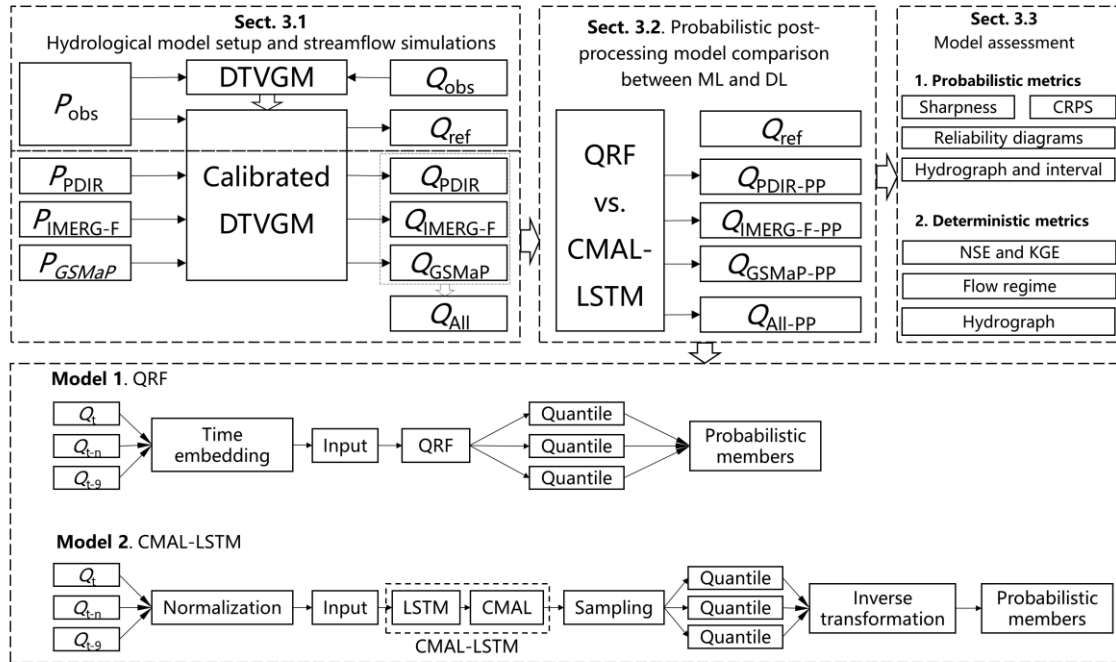 Sect. 3.1
Hydrological model setup and streamflow simulations
P_obs
DTVGM
Q_obs
Q_ref
Calibrated
DTVGM
P_PDIR
Q_PDIR
P_IMERG-F
Q_IMERG-F
P_GSMaP
Q_GSMaP
Q_All
Sect. 3.2. Probabilistic post-
processing model comparison
between ML and DL
QRF
vs.
CMAL-
LSTM
Q_ref
Q_PDIR-PP
Q_IMERG-F-PP
Q_GSMaP-PP
Q_All-PP
Sect. 3.3
Model assessment
1. Probabilistic metrics
Sharpness
CRPS
Reliability diagrams
Hydrograph and interval
2. Deterministic metrics
NSE and KGE
Flow regime
Hydrograph
Model 1. QRF
Q_t
Q_t-n
Q_t-9
Time
embedding
Input
QRF
Quantile
Quantile
Quantile
Probabilistic
members
Model 2. CMAL-LSTM
Q_t
Q_t-n
Q_t-9
Normalization
Input
LSTM
CMAL
CMAL-LSTM
Sampling
Quantile
Quantile
Quantile
Inverse
transformation
Probabilistic
members